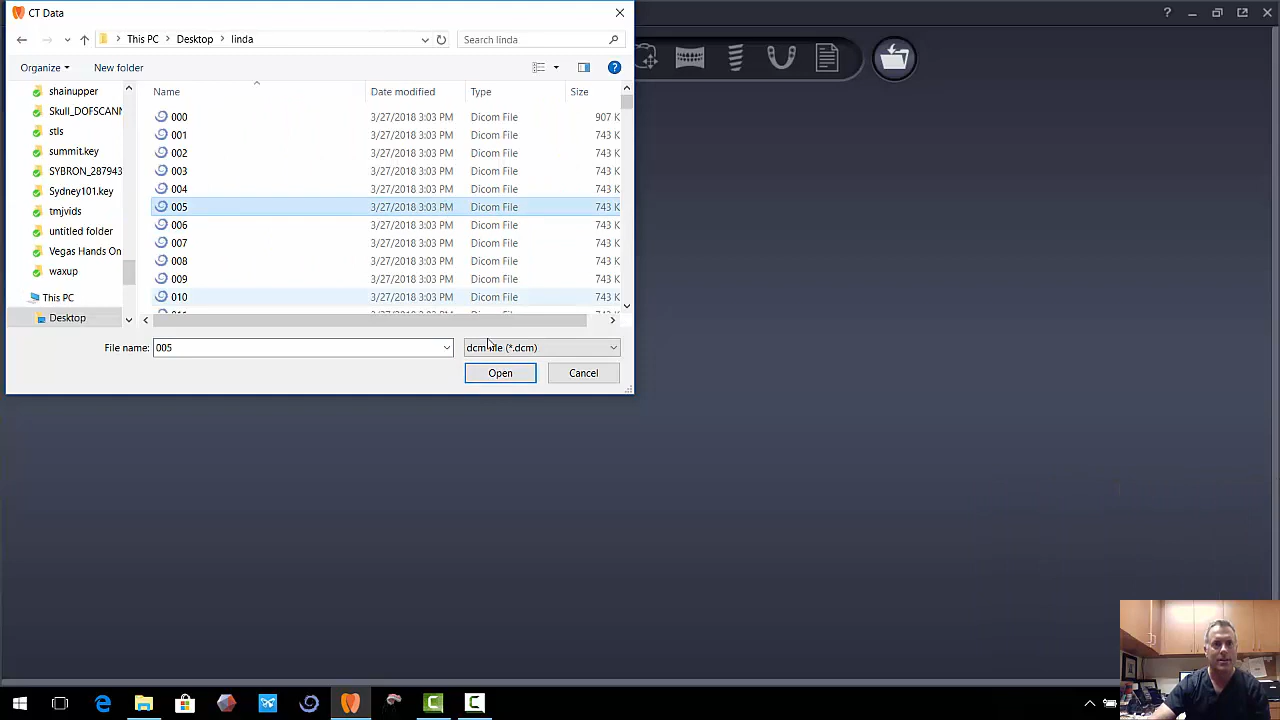 CT Data
This PC > Desktop > linda
Search linda
Organize
New folder
Name Date modified Type Size
shainupper
Skull_DOFSCANN
stls
summit.key
SYBRON_287943
Sydney101.key
tmjvids
untitled folder
Vegas Hands On
waxup
This PC
Desktop
000 3/27/2018 3:03 PM Dicom File 907 K
001 3/27/2018 3:03 PM Dicom File 743 K
002 3/27/2018 3:03 PM Dicom File 743 K
003 3/27/2018 3:03 PM Dicom File 743 K
004 3/27/2018 3:03 PM Dicom File 743 K
005 3/27/2018 3:03 PM Dicom File 743 K
006 3/27/2018 3:03 PM Dicom File 743 K
007 3/27/2018 3:03 PM Dicom File 743 K
008 3/27/2018 3:03 PM Dicom File 743 K
009 3/27/2018 3:03 PM Dicom File 743 K
010 3/27/2018 3:03 PM Dicom File 743 K
File name: 005
dcm file (*.dcm)
Open
Cancel